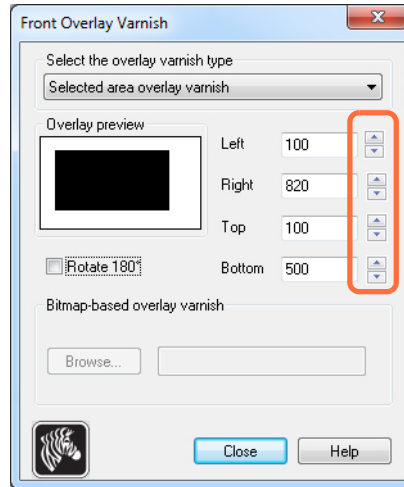 Front Overlay Varnish
Select the overlay varnish type
Selected area overlay varnish
Overlay preview
Left 100
Right 820
Top 100
Bottom 500
Rotate 180°
Bitmap-based overlay varnish
Browse...
Close Help